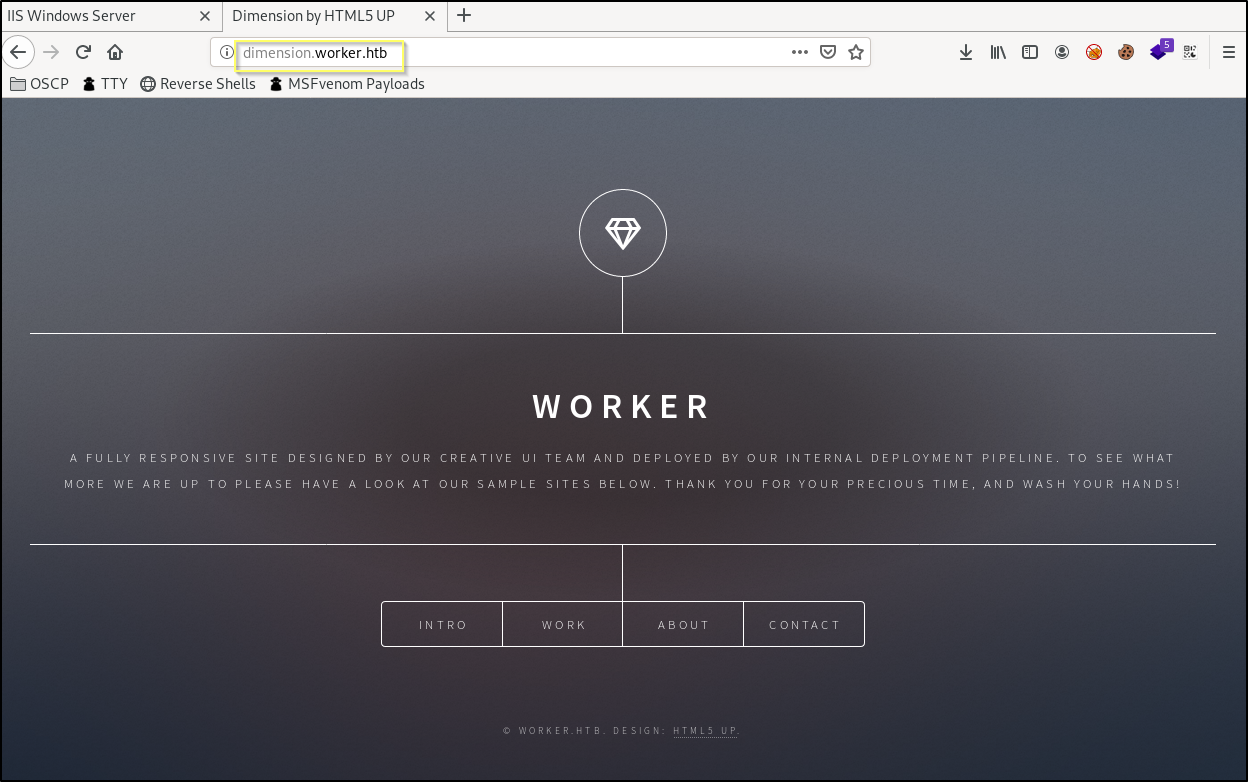 IIS Windows Server
Dimension by HTML5 UP
dimension.worker.htb
5
OSCP TTY Reverse Shells MSFvenom Payloads
WORKER
A FULLY RESPONSIVE SITE DESIGNED BY OUR CREATIVE UI TEAM AND DEPLOYED BY OUR INTERNAL DEPLOYMENT PIPELINE. TO SEE WHAT
MORE WE ARE UP TO PLEASE HAVE A LOOK AT OUR SAMPLE SITES BELOW. THANK YOU FOR YOUR PRECIOUS TIME, AND WASH YOUR HANDS!
INTRO WORK ABOUT CONTACT
© WORKER.HTB. DESIGN: HTML5 UP.